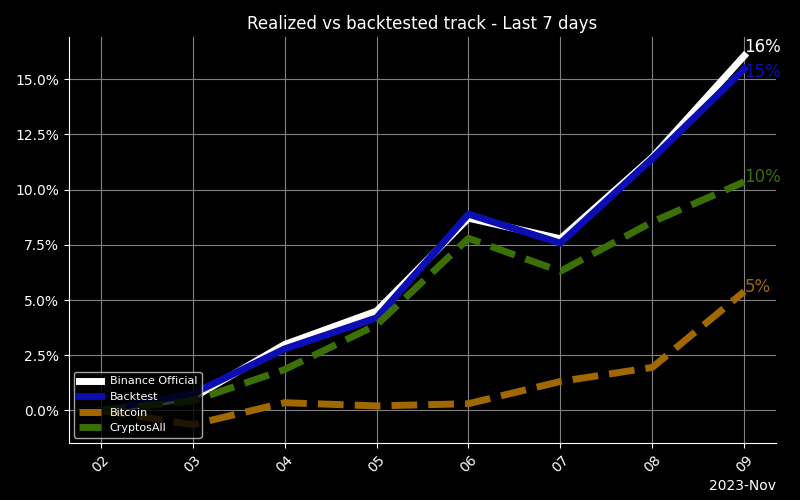 Realized vs backtested track - Last 7 days
16%
15%
10%
5%
15.0%
12.5%
10.0%
7.5%
5.0%
2.5%
0.0%
Binance Official
Backtest
Bitcoin
CryptosAll
02 03 04 05 06 07 08 09
2023-Nov